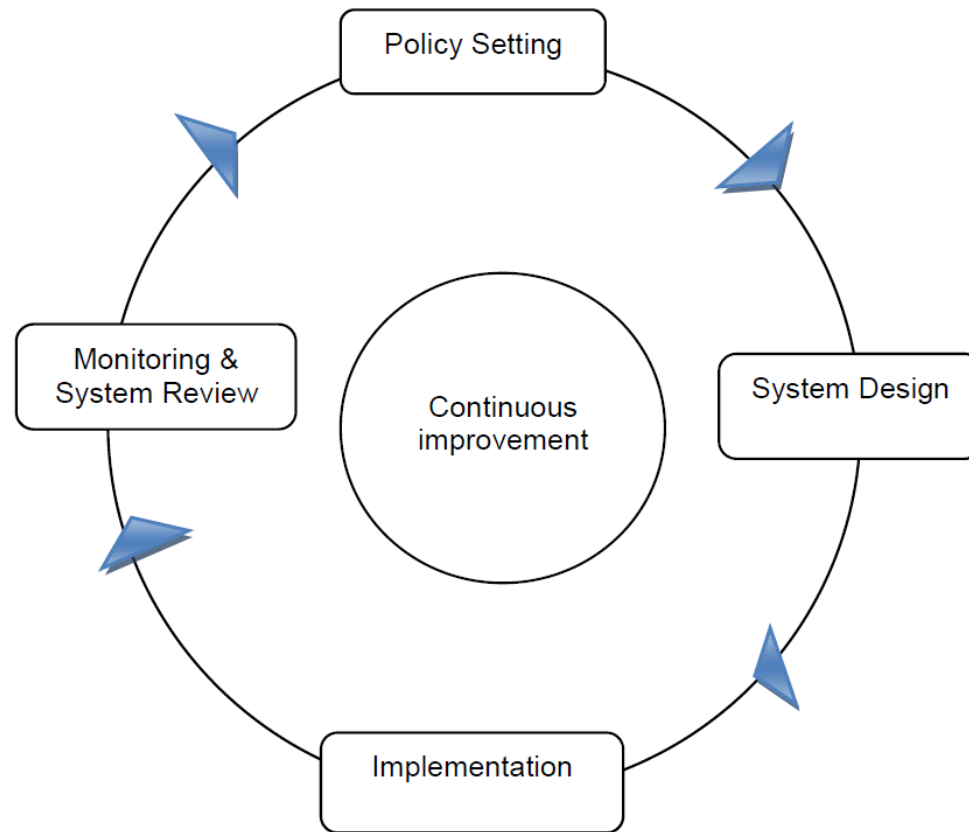 Policy Setting
Monitoring &
System Review
System Design
Continuous
improvement
Implementation